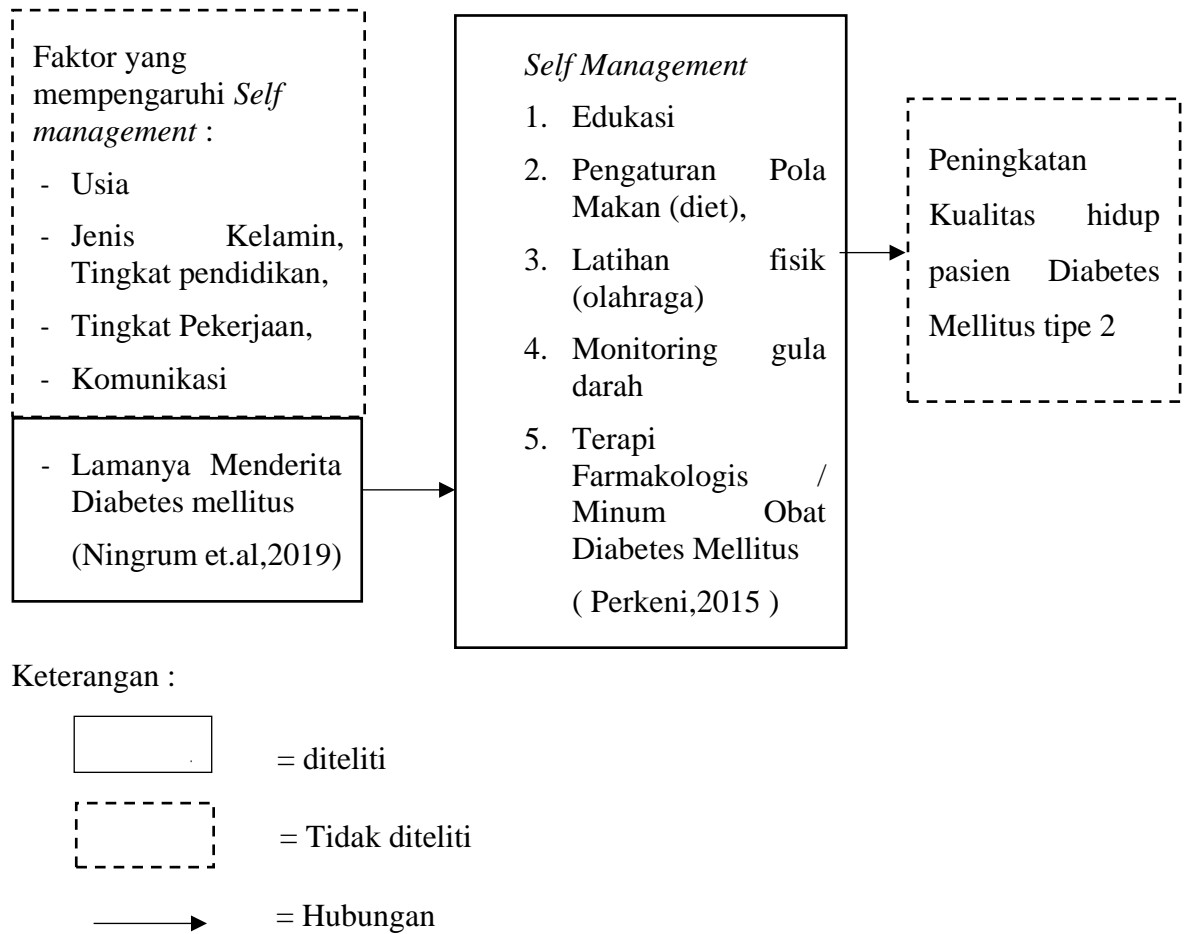 Faktor yang
mempengaruhi Self
management :
- Usia
- Jenis Kelamin,
Tingkat pendidikan,
- Tingkat Pekerjaan,
- Komunikasi
- Lamanya Menderita
Diabetes mellitus
(Ningrum et.al,2019)
Self Management
1. Edukasi
2. Pengaturan Pola
Makan (diet),
3. Latihan fisik
(olahraga)
4. Monitoring gula
darah
5. Terapi
Farmakologis /
Minum Obat
Diabetes Mellitus
( Perkeni,2015 )
Peningkatan
Kualitas hidup
pasien Diabetes
Mellitus tipe 2
Keterangan :
= diteliti
= Tidak diteliti
= Hubungan